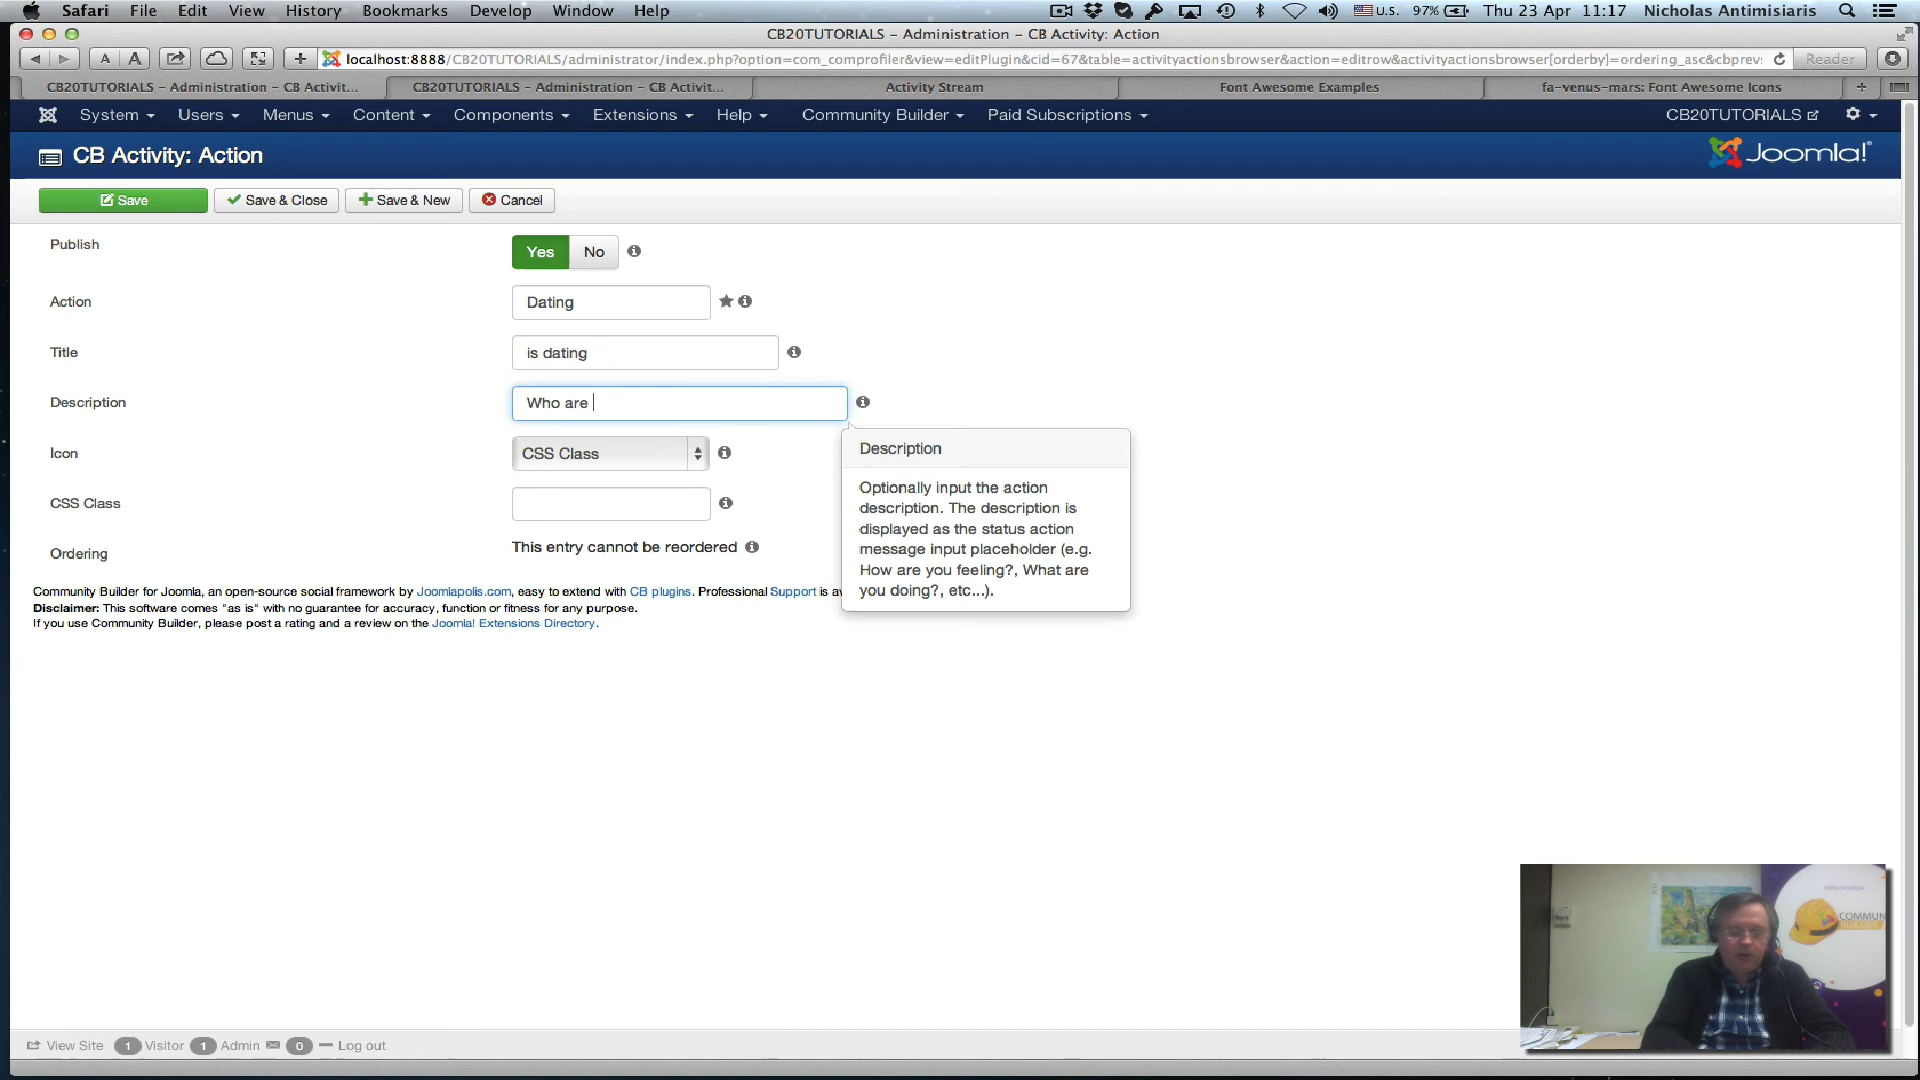 Safari File Edit View History Bookmarks Develop Window Help U.S. 97% Thu 23 Apr 11:17 Nicholas Antimisiaris
CB20TUTORIALS – Administration – CB Activity: Action
A A localhost:8888/CB20TUTORIALS/administrator/index.php?option=com_comprofiler&view=editPlugin&cid=67&table=activityactionsbrowser&action=editrow&activityactionsbrowser[orderby]=ordering_asc&cbprev Reader
CB20TUTORIALS – Administration – CB Activit... CB20TUTORIALS – Administration – CB Activit... Activity Stream Font Awesome Examples fa-venus-mars: Font Awesome Icons
System Users Menus Content Components Extensions Help Community Builder Paid Subscriptions CB20TUTORIALS
CB Activity: Action Joomla!
Save Save & Close Save & New Cancel
Publish Yes No
Action Dating
Title is dating
Description Who are
Icon CSS Class
CSS Class
Ordering This entry cannot be reordered
Description
Optionally input the action
description. The description is
displayed as the status action
message input placeholder (e.g.
How are you feeling?, What are
you doing?, etc...).
Community Builder for Joomla, an open-source social framework by Joomlapolis.com, easy to extend with CB plugins. Professional Support is av
Disclaimer: This software comes "as is" with no guarantee for accuracy, function or fitness for any purpose.
If you use Community Builder, please post a rating and a review on the Joomla! Extensions Directory.
COMMUN
View Site 1 Visitor 1 Admin 0 Log out